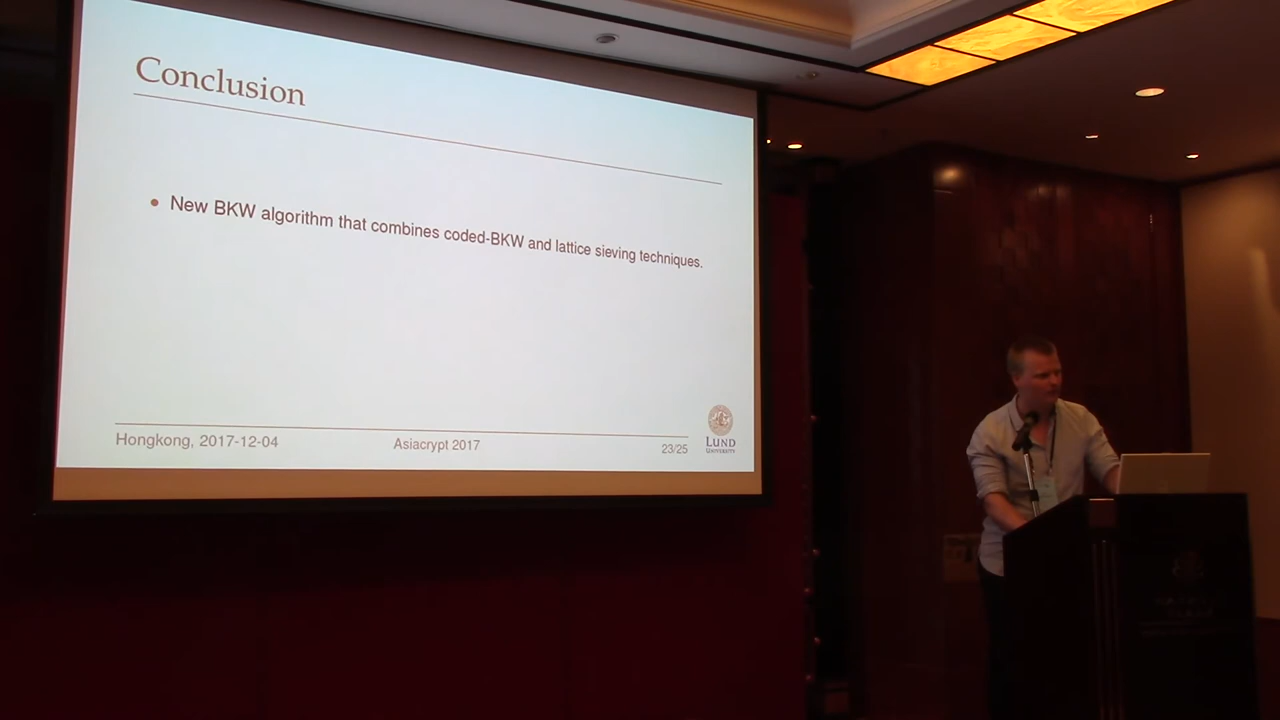 Conclusion
• New BKW algorithm that combines coded-BKW and lattice sieving techniques.
Hongkong, 2017-12-04
Asiacrypt 2017
23/25
LUND
UNIVERSITY